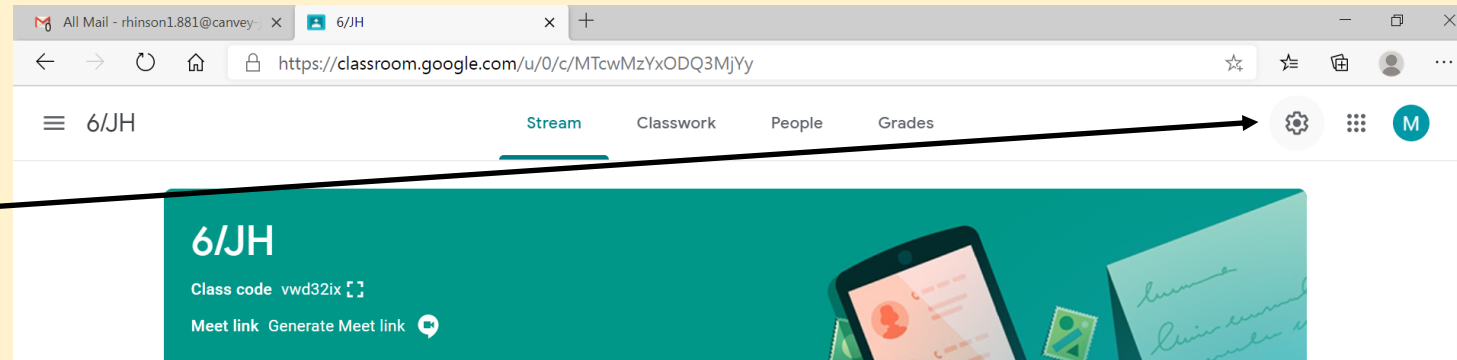 All Mail - rhinson1.881@canvey-
6/JH
https://classroom.google.com/u/0/c/MTcwMzYxODQ3MjYy
6/JH
Stream Classwork People Grades
M
6/JH
Class code vwd32ix
Meet link Generate Meet link